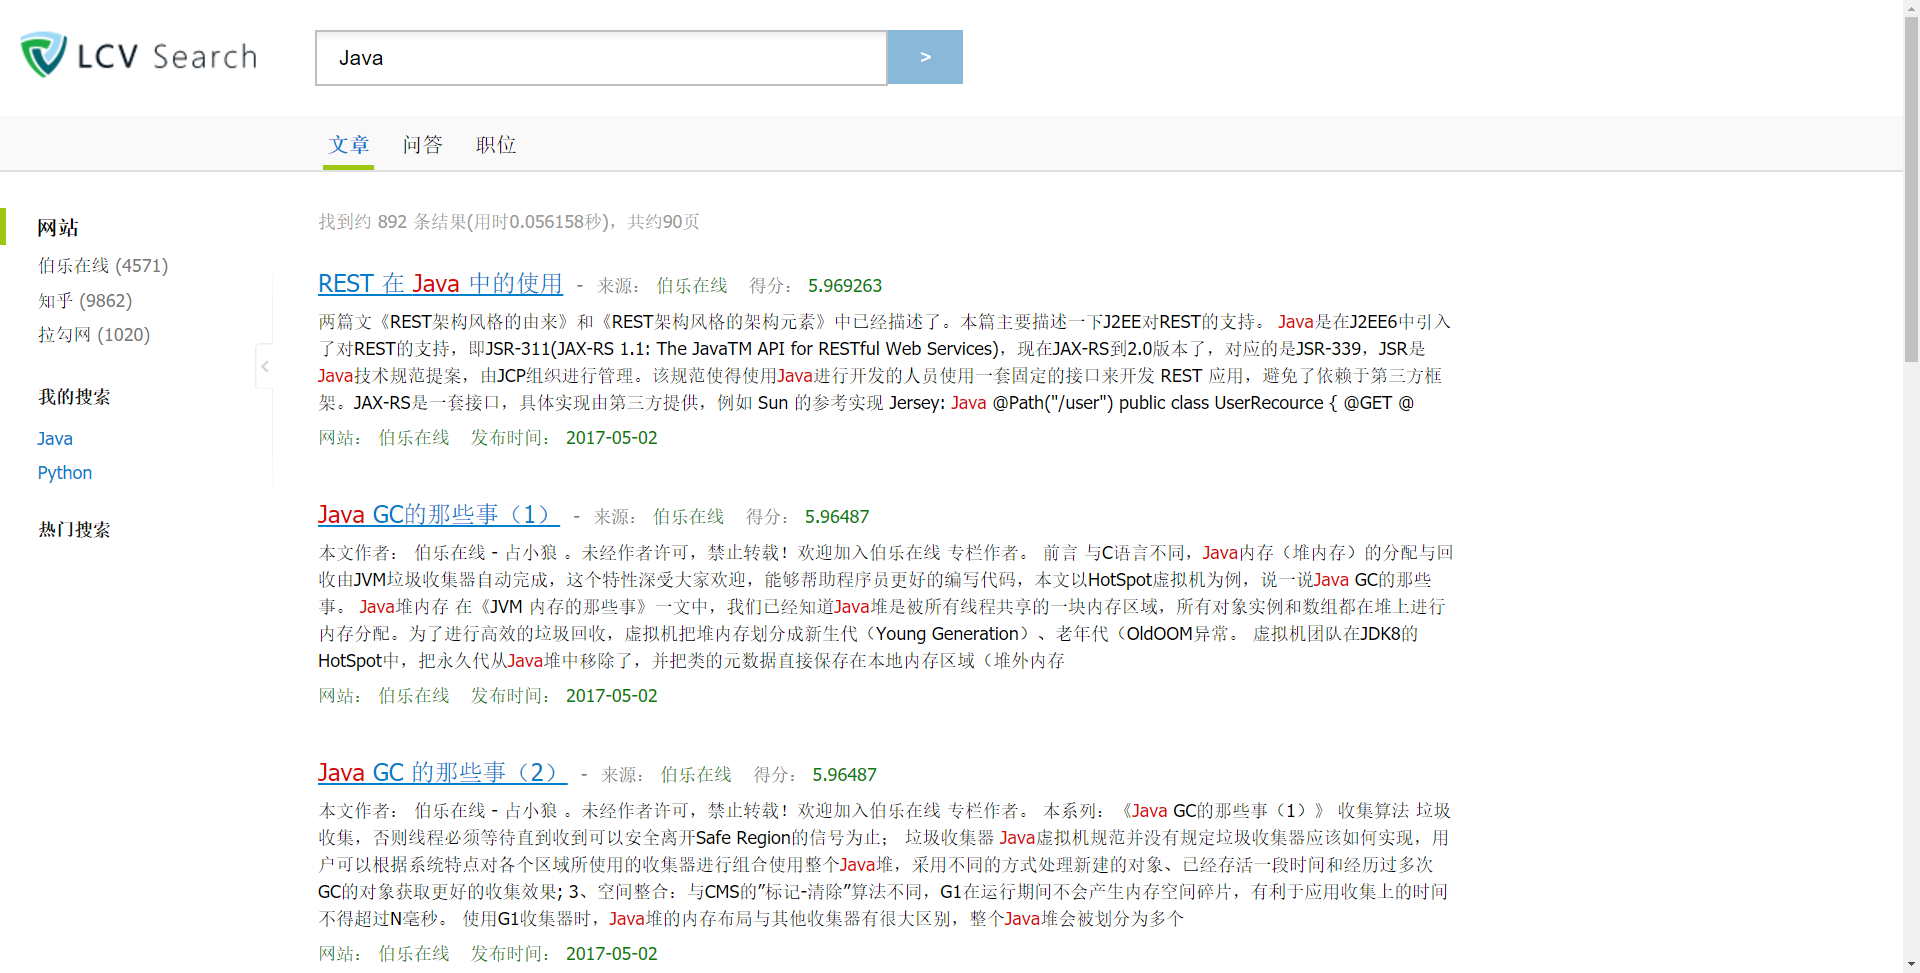 LCV Search
Java
>
文章 问答 职位
网站
伯乐在线 (4571)
知乎 (9862)
拉勾网 (1020)
我的搜索
Java
Python
热门搜索
找到约 892 条结果(用时0.056158秒)，共约90页
REST 在 Java 中的使用 - 来源： 伯乐在线 得分： 5.969263
两篇文《REST架构风格的由来》和《REST架构风格的架构元素》中已经描述了。本篇主要描述一下J2EE对REST的支持。 Java是在J2EE6中引入
了对REST的支持，即JSR-311(JAX-RS 1.1: The JavaTM API for RESTful Web Services)，现在JAX-RS到2.0版本了，对应的是JSR-339，JSR是
Java技术规范提案，由JCP组织进行管理。该规范使得使用Java进行开发的人员使用一套固定的接口来开发 REST 应用，避免了依赖于第三方框
架。JAX-RS是一套接口，具体实现由第三方提供，例如 Sun 的参考实现 Jersey: Java @Path("/user") public class UserRecource { @GET @
网站： 伯乐在线 发布时间： 2017-05-02
Java GC的那些事（1） - 来源： 伯乐在线 得分： 5.96487
本文作者： 伯乐在线 - 占小狼 。未经作者许可，禁止转载！欢迎加入伯乐在线 专栏作者。 前言 与C语言不同，Java内存（堆内存）的分配与回
收由JVM垃圾收集器自动完成，这个特性深受大家欢迎，能够帮助程序员更好的编写代码，本文以HotSpot虚拟机为例，说一说Java GC的那些
事。 Java堆内存 在《JVM 内存的那些事》一文中，我们已经知道Java堆是被所有线程共享的一块内存区域，所有对象实例和数组都在堆上进行
内存分配。为了进行高效的垃圾回收，虚拟机把堆内存划分成新生代（Young Generation）、老年代（OldOOM异常。 虚拟机团队在JDK8的
HotSpot中，把永久代从Java堆中移除了，并把类的元数据直接保存在本地内存区域（堆外内存
网站： 伯乐在线 发布时间： 2017-05-02
Java GC 的那些事（2） - 来源： 伯乐在线 得分： 5.96487
本文作者： 伯乐在线 - 占小狼 。未经作者许可，禁止转载！欢迎加入伯乐在线 专栏作者。 本系列：《Java GC的那些事（1）》 收集算法 垃圾
收集，否则线程必须等待直到收到可以安全离开Safe Region的信号为止； 垃圾收集器 Java虚拟机规范并没有规定垃圾收集器应该如何实现，用
户可以根据系统特点对各个区域所使用的收集器进行组合使用整个Java堆，采用不同的方式处理新建的对象、已经存活一段时间和经历过多次
GC的对象获取更好的收集效果; 3、空间整合：与CMS的”标记-清除”算法不同，G1在运行期间不会产生内存空间碎片，有利于应用收集上的时间
不得超过N毫秒。 使用G1收集器时，Java堆的内存布局与其他收集器有很大区别，整个Java堆会被划分为多个
网站： 伯乐在线 发布时间： 2017-05-02